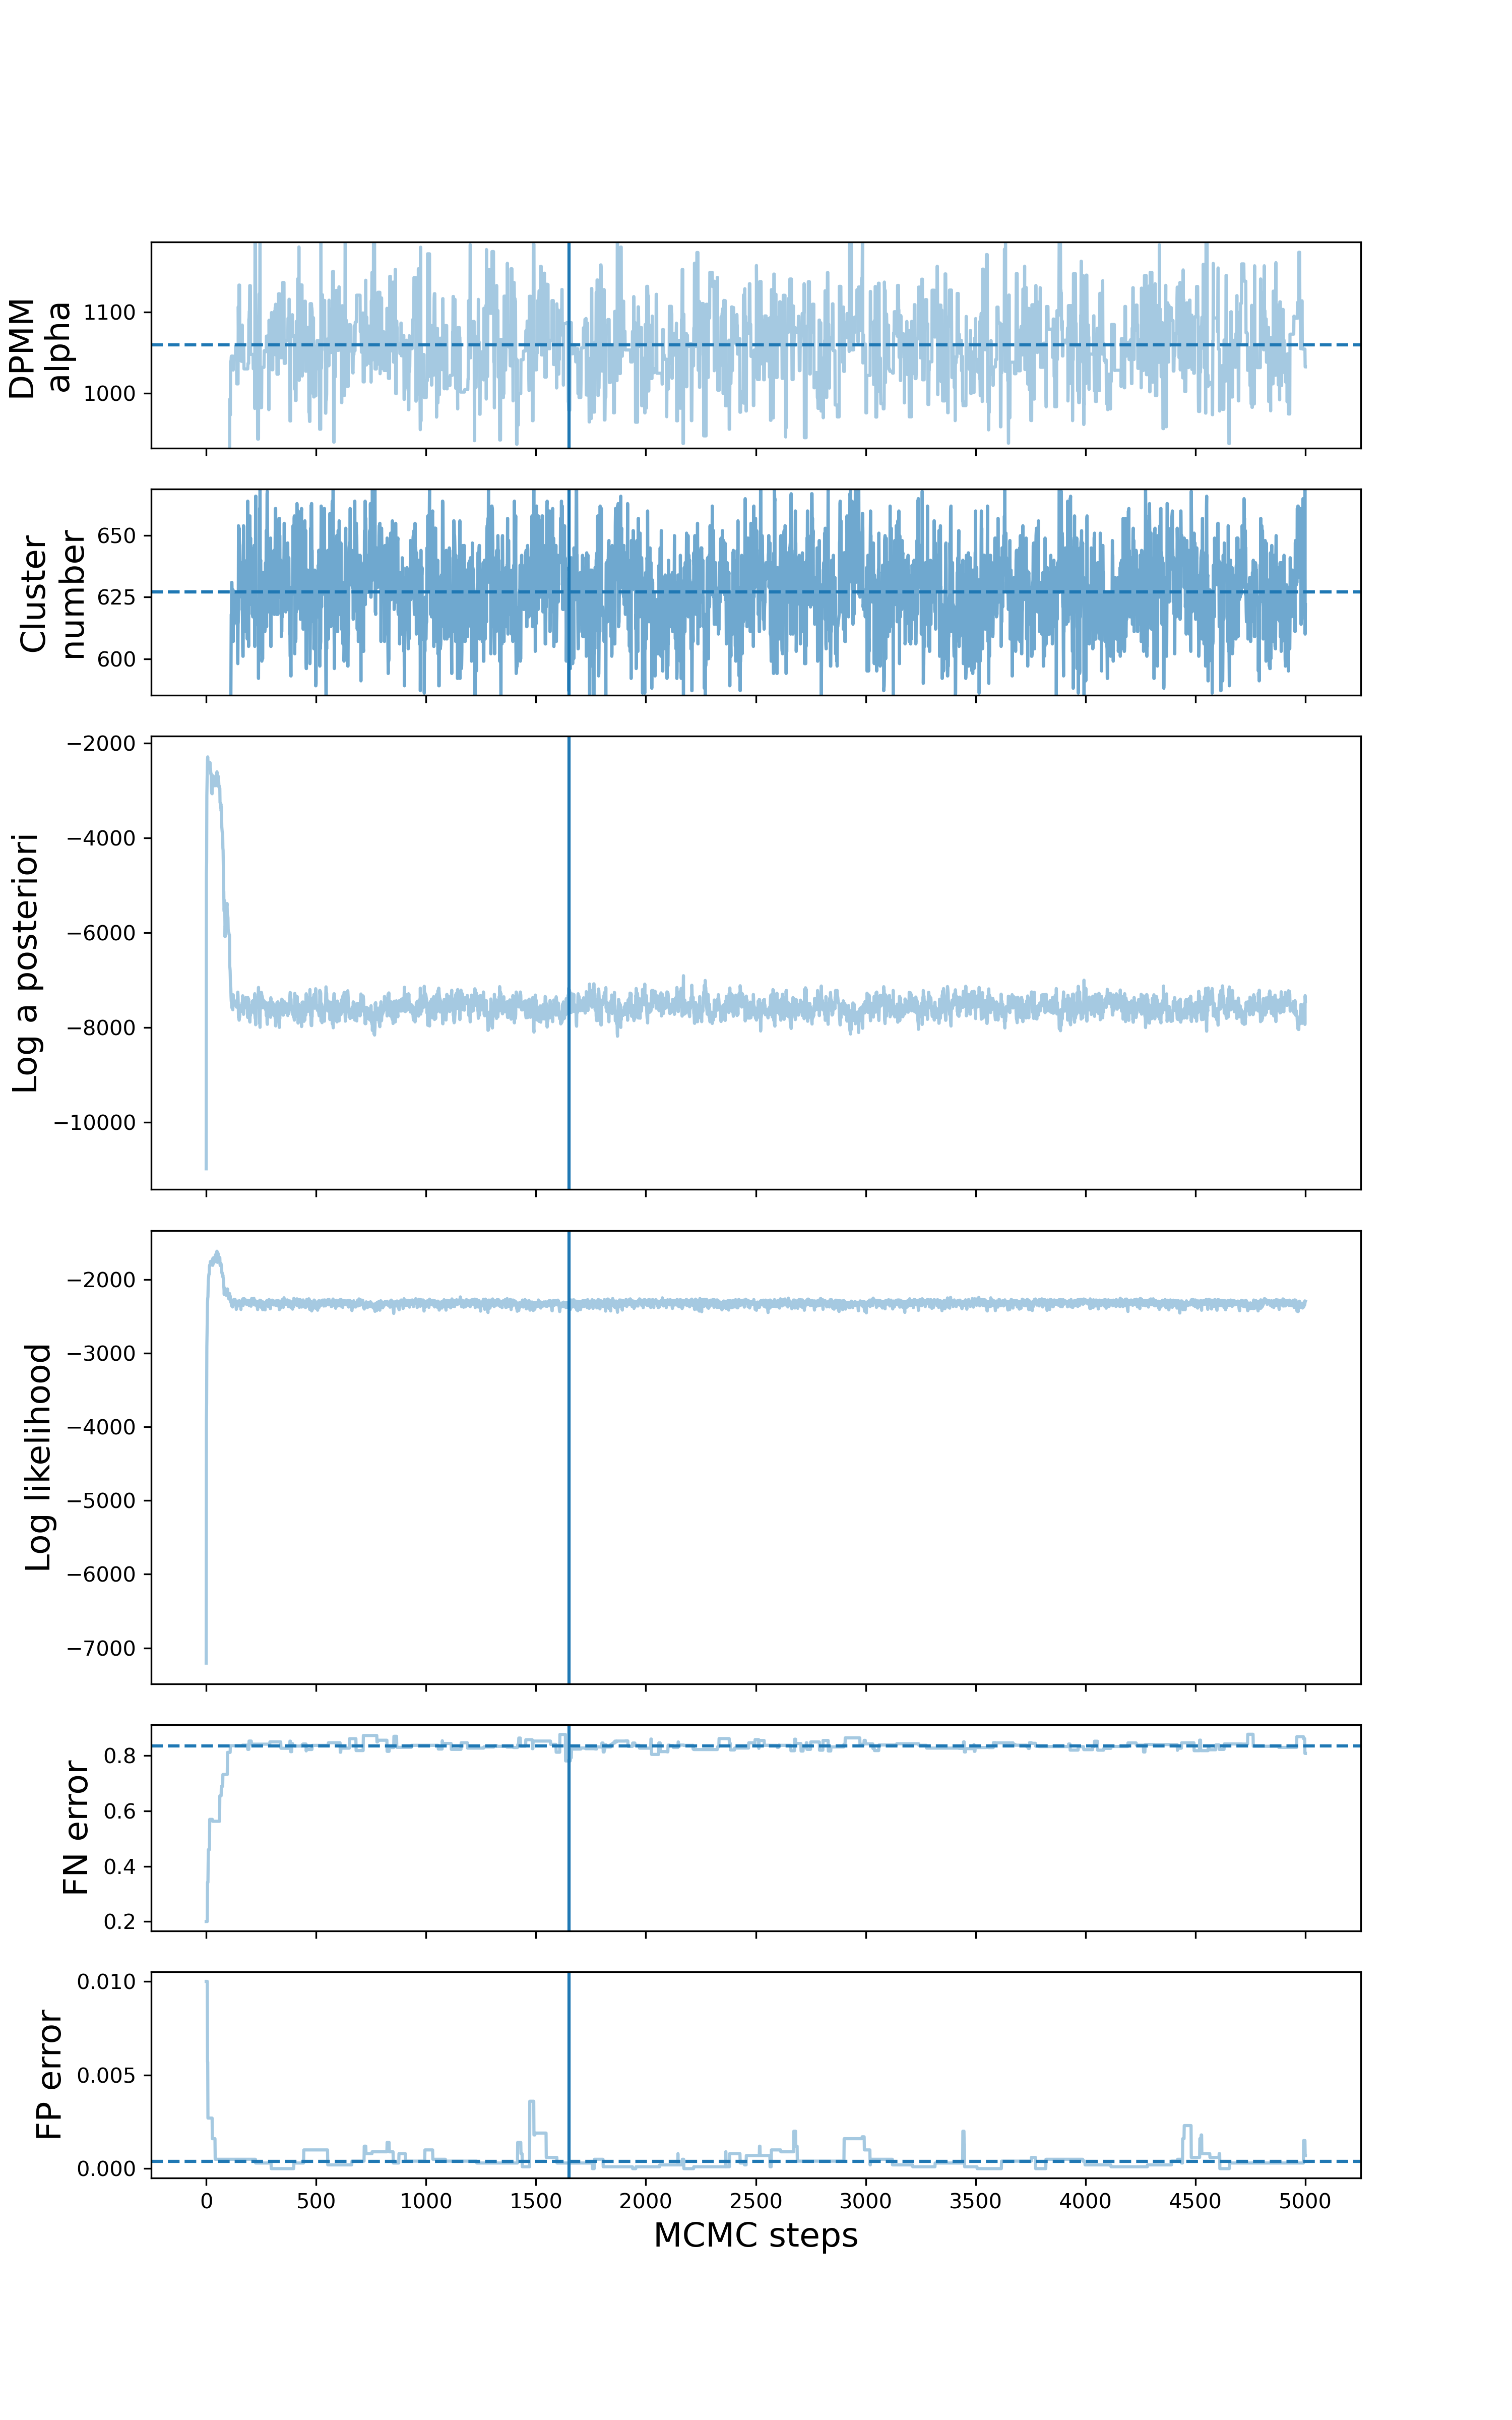 DPMM
alpha
1100
1000
Cluster
number
650
625
600
Log a posteriori
−2000
−4000
−6000
−8000
−10000
Log likelihood
−2000
−3000
−4000
−5000
−6000
−7000
FN error
0.8
0.6
0.4
0.2
FP error
0.010
0.005
0.000
0 500 1000 1500 2000 2500 3000 3500 4000 4500 5000
MCMC steps